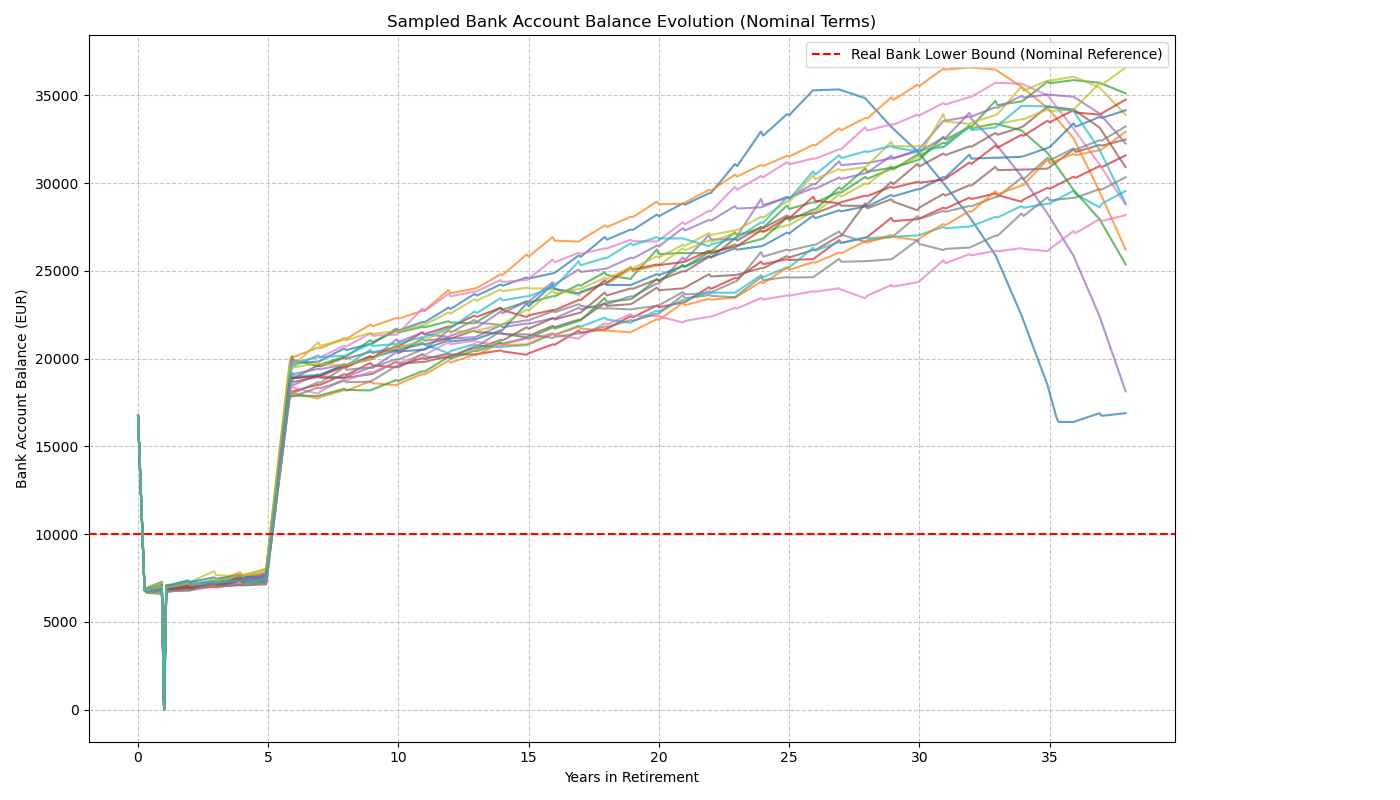 Sampled Bank Account Balance Evolution (Nominal Terms)
Real Bank Lower Bound (Nominal Reference)
Bank Account Balance (EUR)
35000
30000
25000
20000
15000
10000
5000
0
0 5 10 15 20 25 30 35
Years in Retirement